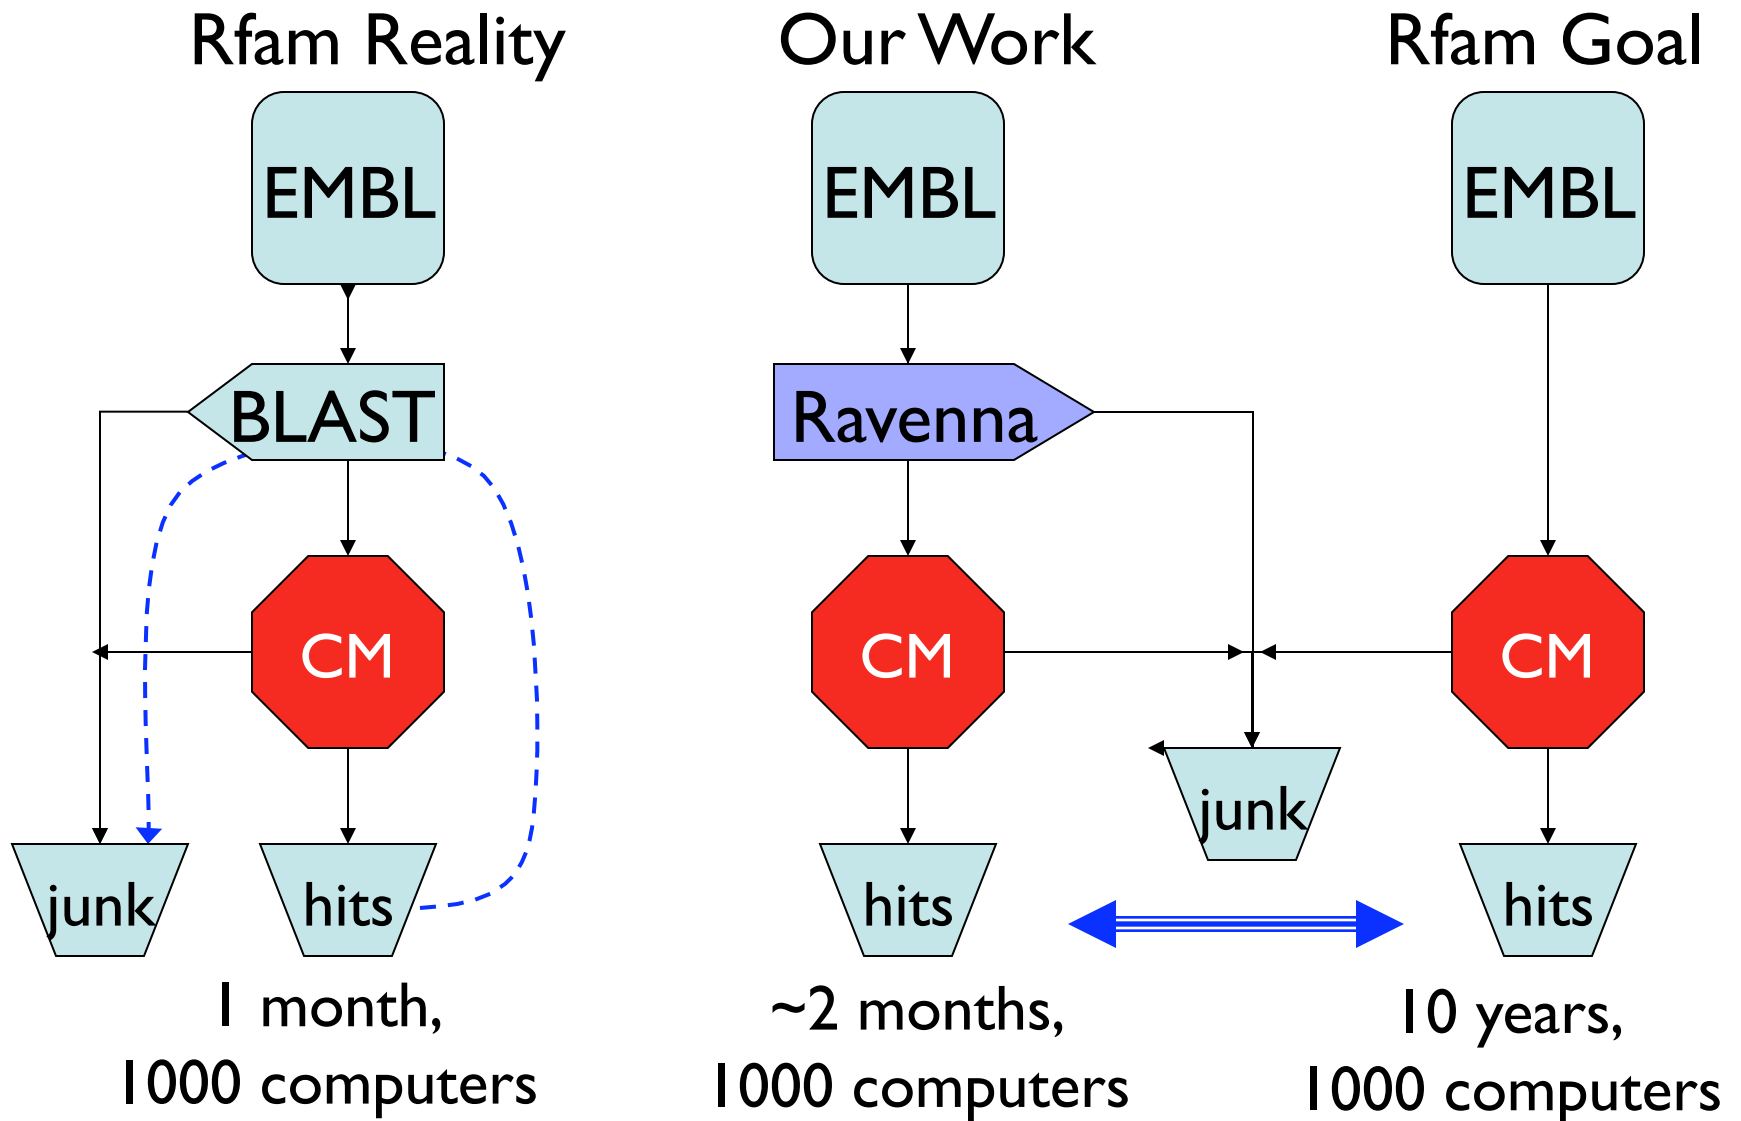 Rfam Reality
EMBL
BLAST
CM
junk
hits
1 month,
1000 computers
Our Work
EMBL
Ravenna
CM
junk
hits
~2 months,
1000 computers
Rfam Goal
EMBL
CM
hits
10 years,
1000 computers